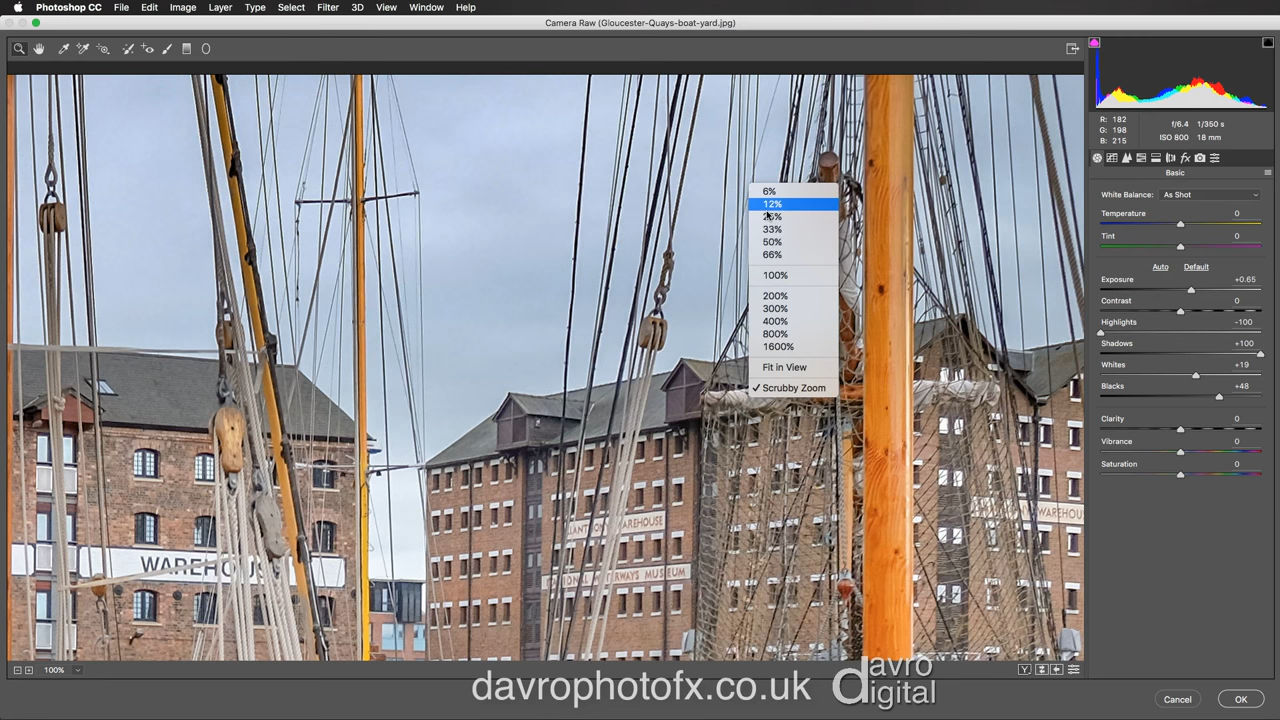 Photoshop CC File Edit Image Layer Type Select Filter 3D View Window Help
Camera Raw (Gloucester-Quays-boat-yard.jpg)
R: 182
G: 198
B: 215
f/6.4 1/350 s
ISO 800 18 mm
Basic
White Balance: As Shot
Temperature 0
Tint 0
Auto Default
Exposure +0.65
Contrast 0
Highlights -100
Shadows +100
Whites +19
Blacks +48
Clarity 0
Vibrance 0
Saturation 0
6%
12%
25%
33%
50%
66%
100%
200%
300%
400%
800%
1600%
Fit in View
✓ Scrubby Zoom
WAREHOUS
WAREHOUSE
WATERWAYS MUSEUM
WAREHOUSE
100%
Y
davrophotofx.co.uk
davro
digital
Cancel OK